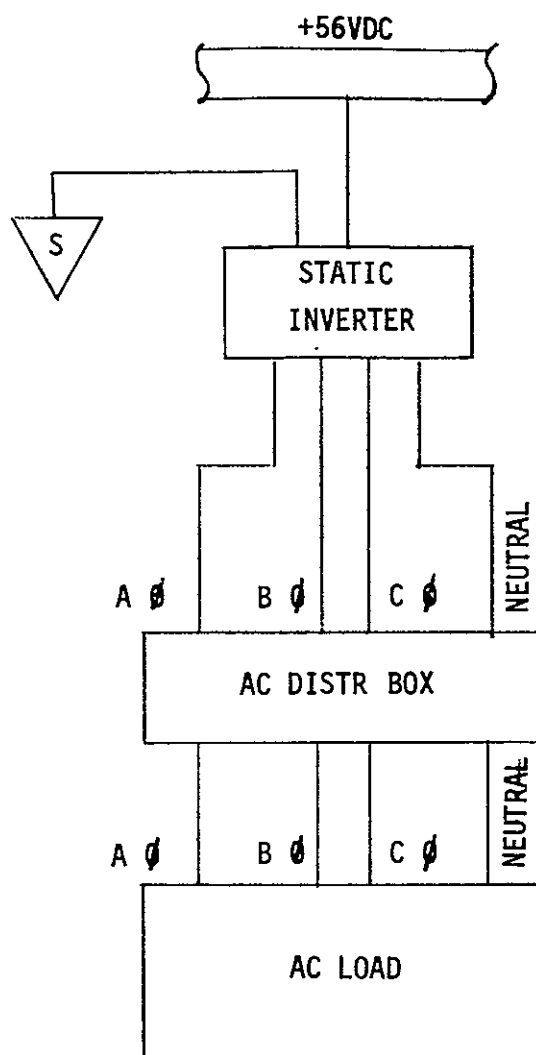 +56VDC
S
STATIC
INVERTER
A Ø
B Ø
C Ø
NEUTRAL
AC DISTR BOX
A Ø
B Ø
C Ø
NEUTRAL
AC LOAD